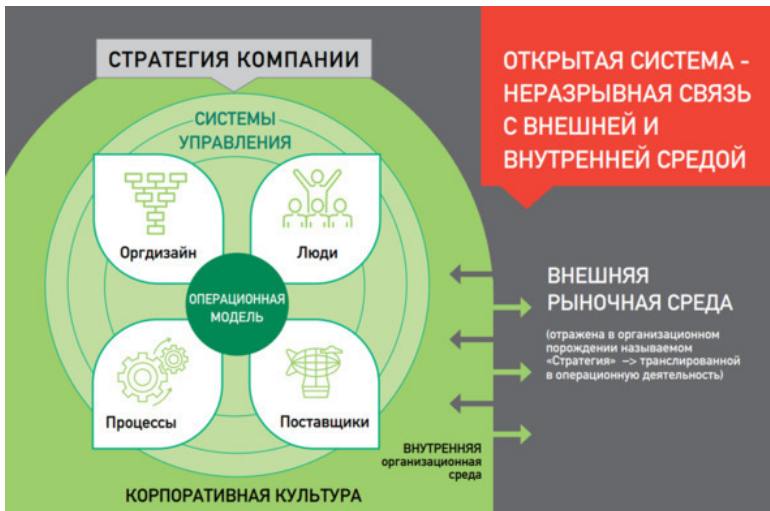 СТРАТЕГИЯ КОМПАНИИ
СИСТЕМЫ
УПРАВЛЕНИЯ
Оргдизайн
Люди
ОПЕРАЦИОННАЯ
МОДЕЛЬ
Процессы
Поставщики
ВНУТРЕННЯЯ
организационная
среда
КОРПОРАТИВНАЯ КУЛЬТУРА
ОТКРЫТАЯ СИСТЕМА -
НЕРАЗРЫВНАЯ СВЯЗЬ
С ВНЕШНЕЙ И
ВНУТРЕННЕЙ СРЕДОЙ
ВНЕШНЯЯ
РЫНОЧНАЯ СРЕДА
(отражена в организационном
порождении называемом
«Стратегия» –> транслированной
в операционную деятельность)